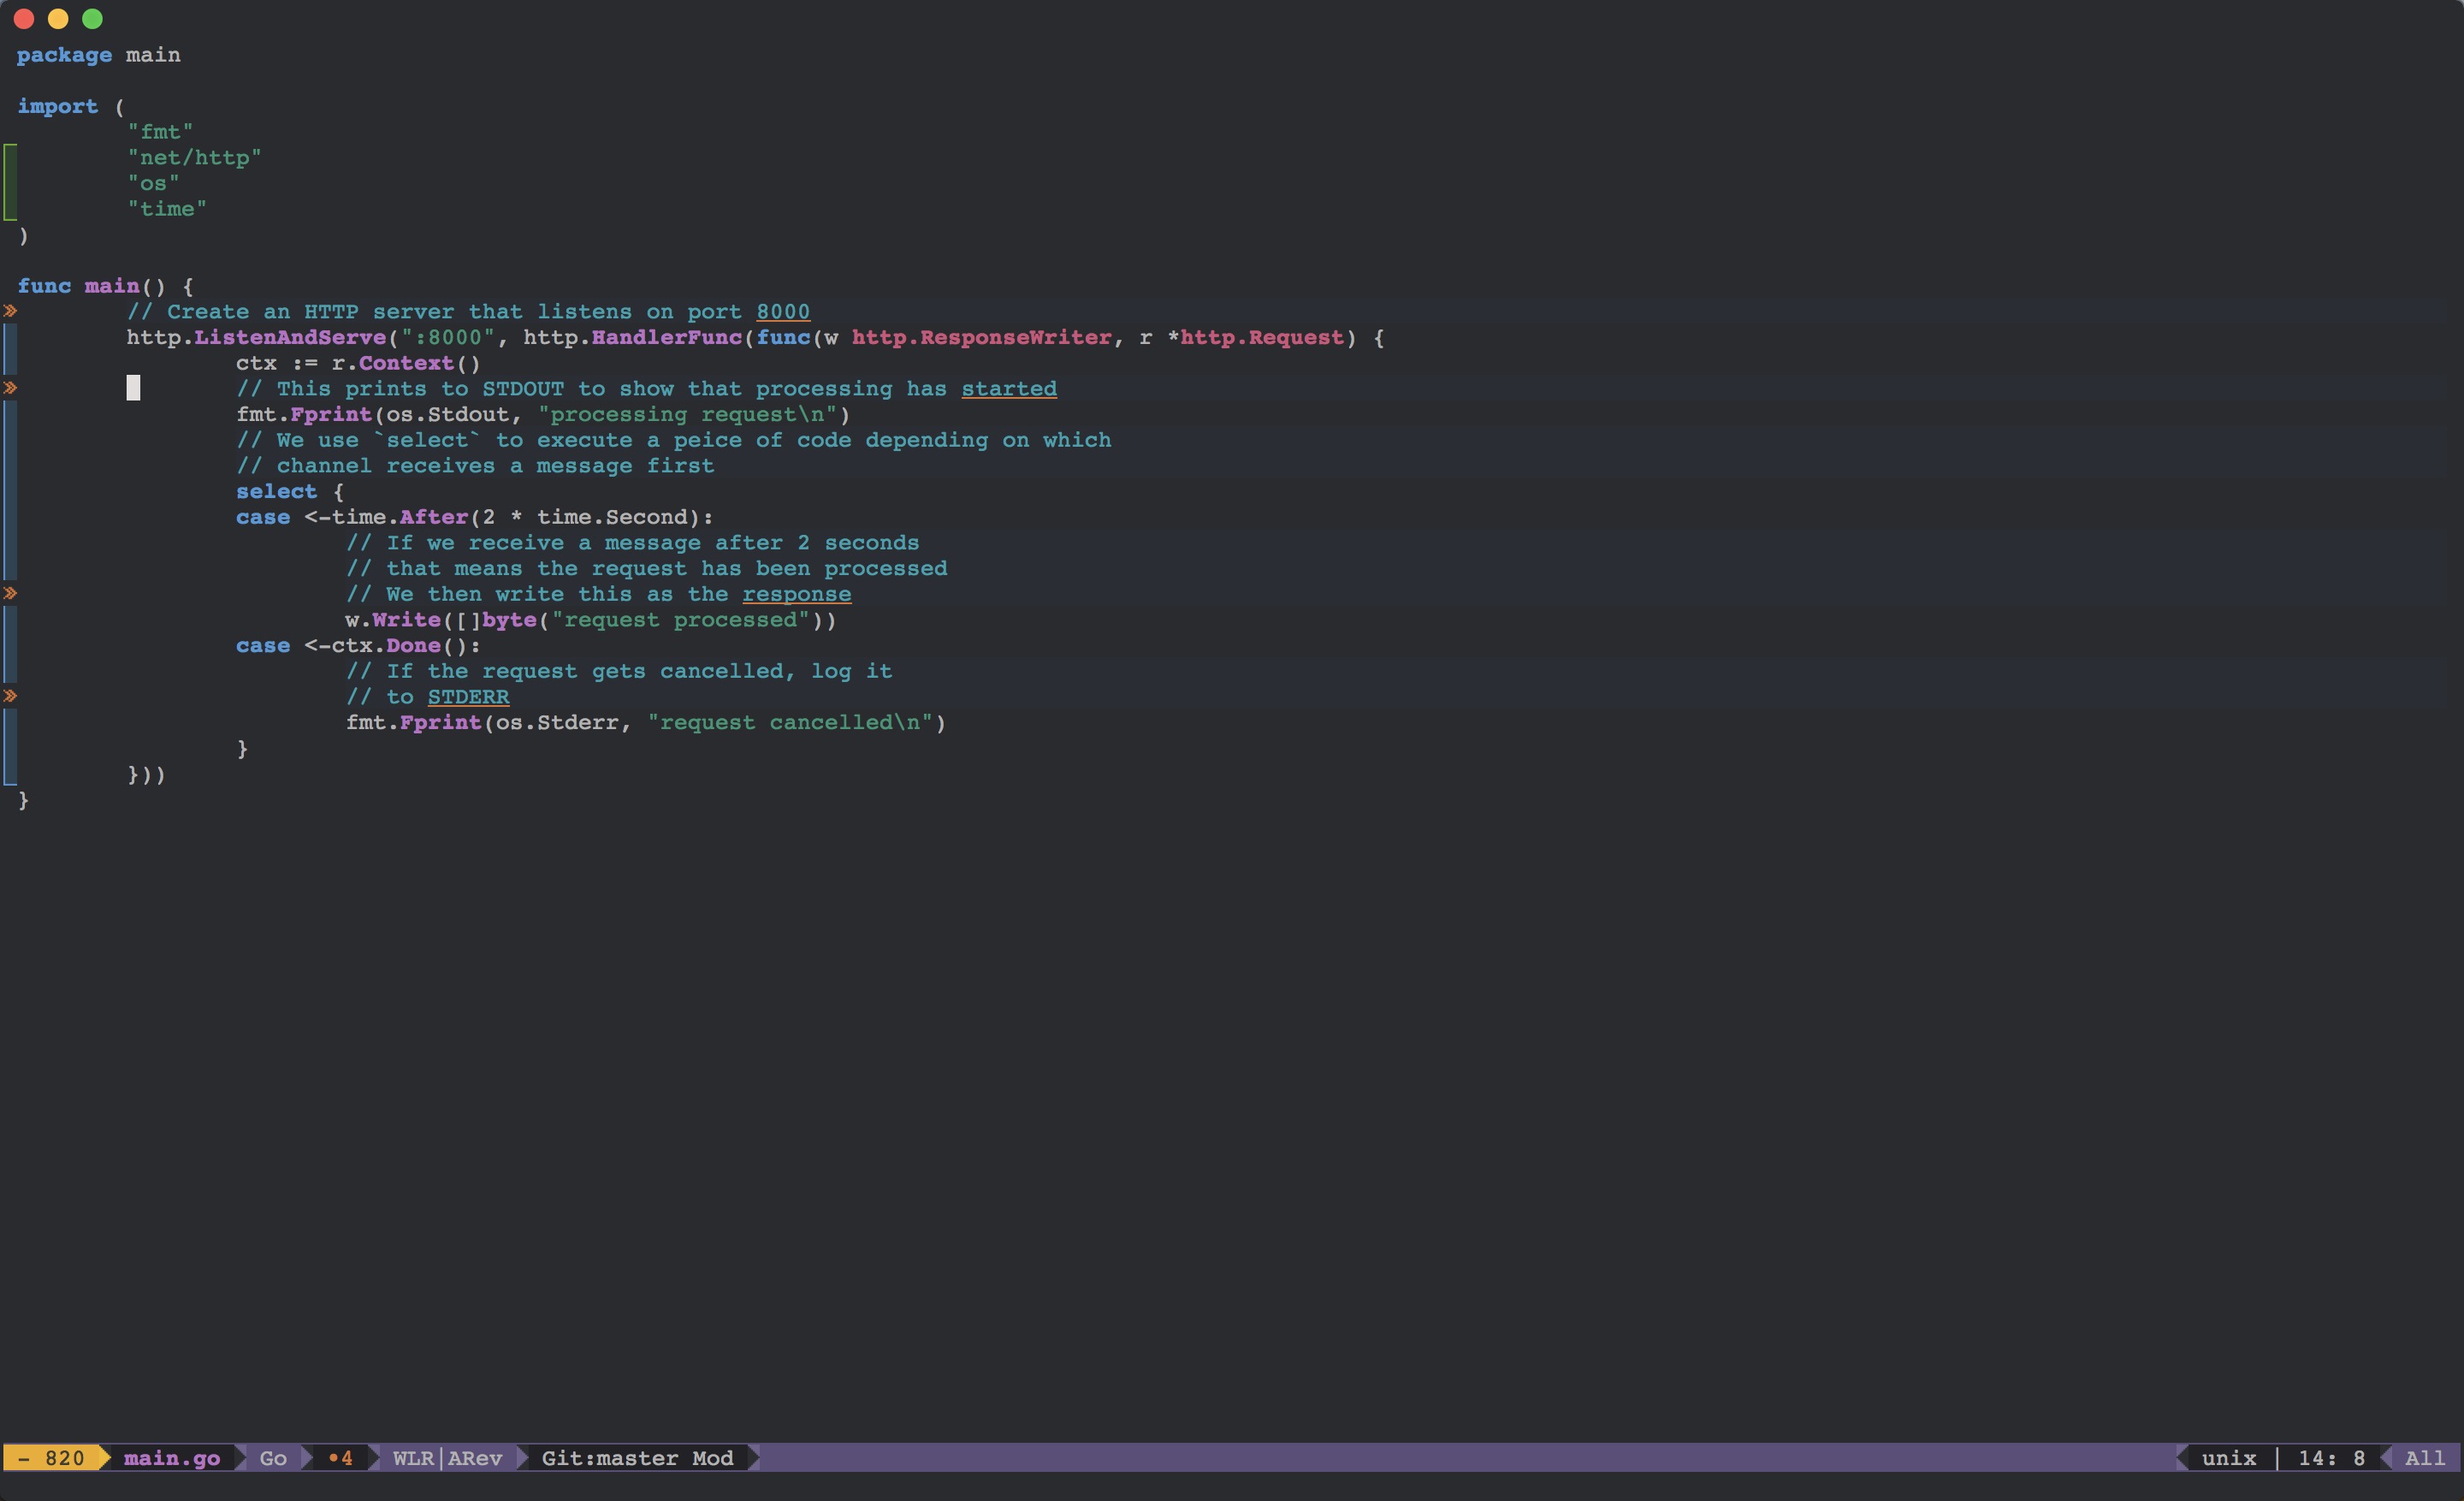 package main
import (
"fmt"
"net/http"
"os"
"time"
)
func main() {
// Create an HTTP server that listens on port 8000
http.ListenAndServe(":8000", http.HandlerFunc(func(w http.ResponseWriter, r *http.Request) {
ctx := r.Context()
// This prints to STDOUT to show that processing has started
fmt.Fprint(os.Stdout, "processing request\n")
// We use `select` to execute a peice of code depending on which
// channel receives a message first
select {
case <-time.After(2 * time.Second):
// If we receive a message after 2 seconds
// that means the request has been processed
// We then write this as the response
w.Write([]byte("request processed"))
case <-ctx.Done():
// If the request gets cancelled, log it
// to STDERR
fmt.Fprint(os.Stderr, "request cancelled\n")
}
}))
}
- 820 main.go Go •4 WLR|ARev Git:master Mod unix | 14: 8 All